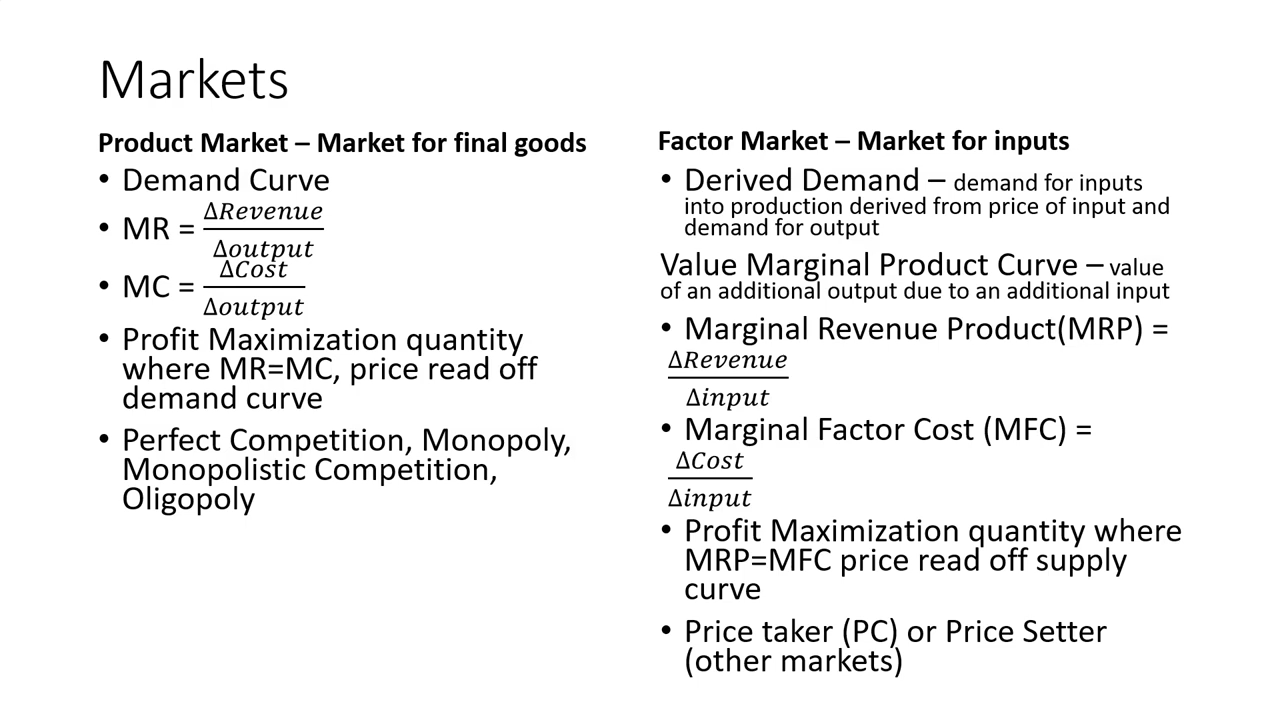 Markets
Product Market – Market for final goods
• Demand Curve
• MR = ΔRevenue/Δoutput
• MC = ΔCost/Δoutput
• Profit Maximization quantity
where MR=MC, price read off
demand curve
• Perfect Competition, Monopoly,
Monopolistic Competition,
Oligopoly
Factor Market – Market for inputs
• Derived Demand – demand for inputs
into production derived from price of input and
demand for output
Value Marginal Product Curve – value
of an additional output due to an additional input
• Marginal Revenue Product(MRP) =
ΔRevenue/Δinput
• Marginal Factor Cost (MFC) =
ΔCost/Δinput
• Profit Maximization quantity where
MRP=MFC price read off supply
curve
• Price taker (PC) or Price Setter
(other markets)